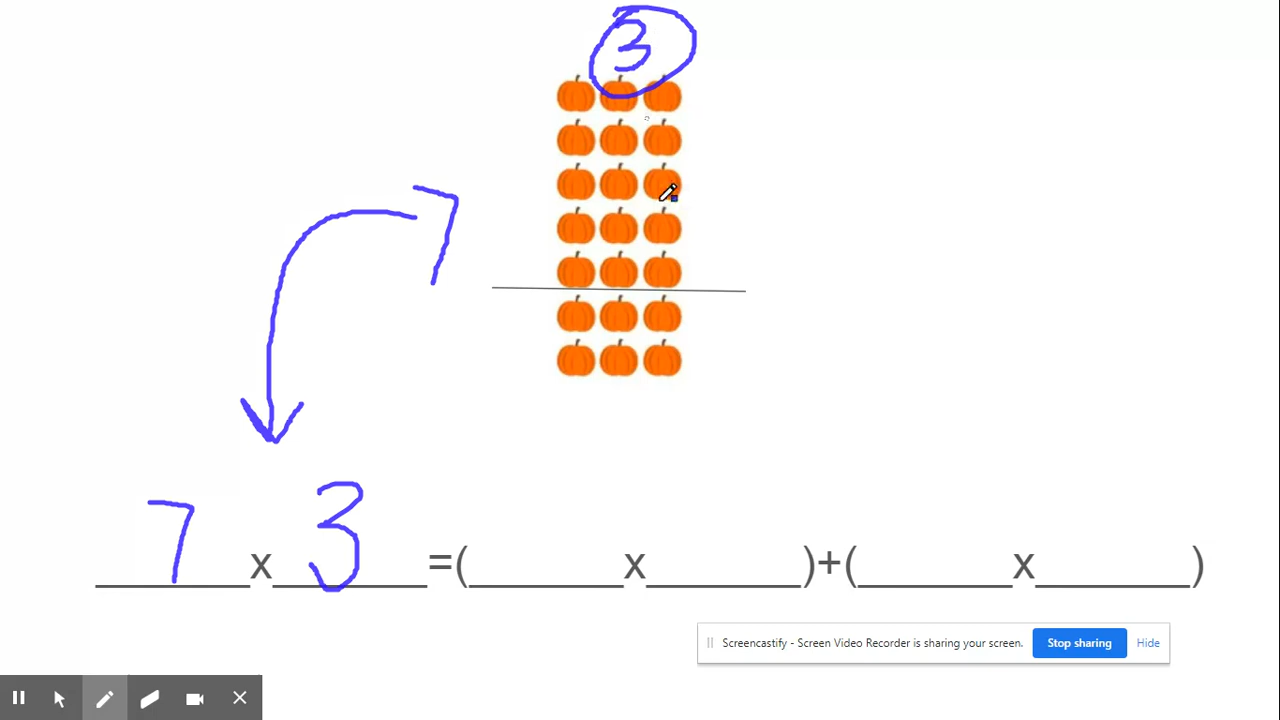 3
7
7 x 3 =( x )+( x )
Screencastify - Screen Video Recorder is sharing your screen. Stop sharing Hide